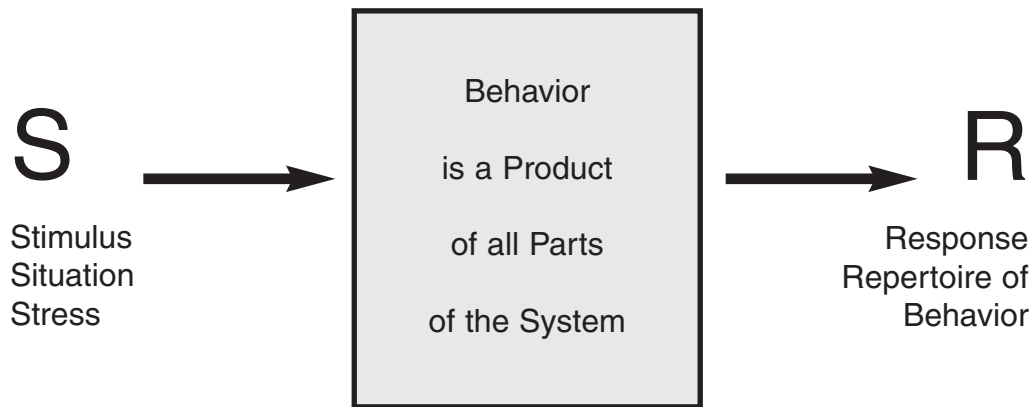 S
Stimulus
Situation
Stress
Behavior
is a Product
of all Parts
of the System
R
Response
Repertoire of
Behavior